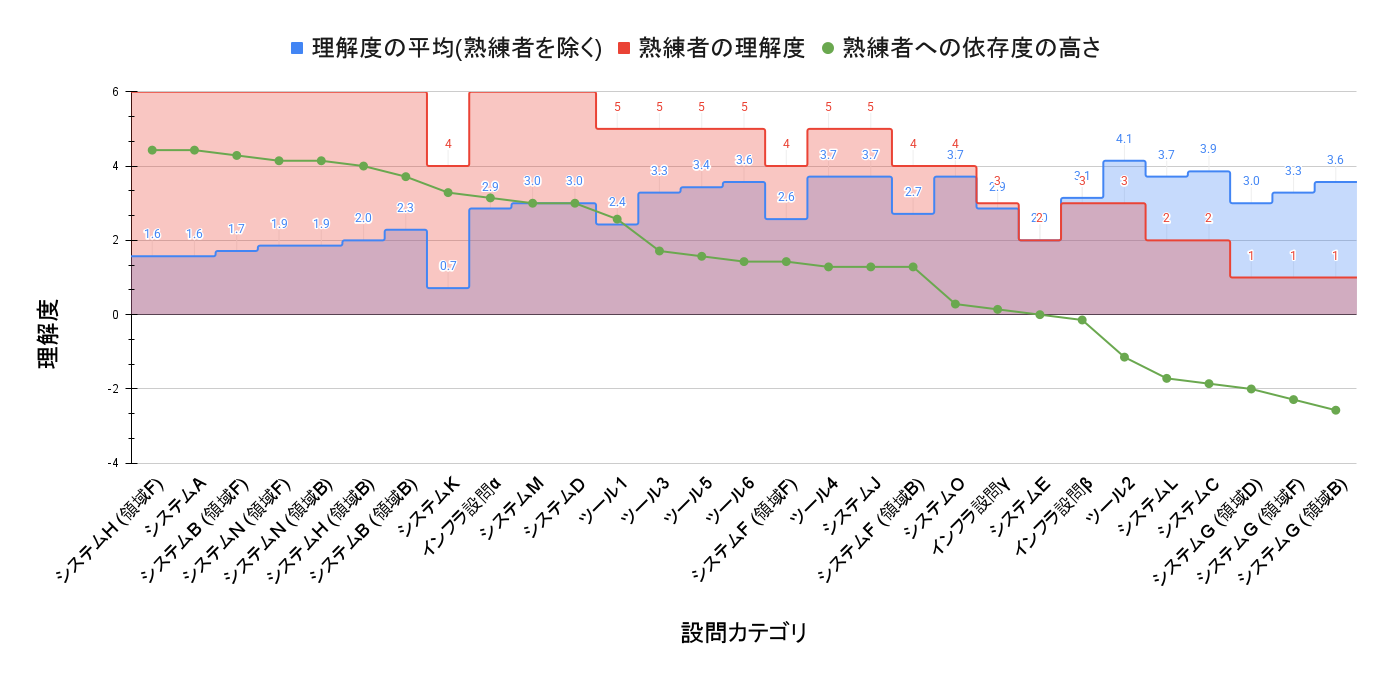 理解度の平均(熟練者を除く) 熟練者の理解度 熟練者への依存度の高さ
6
4
2
0
-2
-4
理解度
1.6 1.6 1.7 1.9 1.9 2.0 2.3 0.7 2.9 3.0 3.0 2.4 3.3 3.4 3.6 2.6 3.7 3.7 2.7 3.7 2.9 2.0 3.1 4.1 3.7 3.9 3.0 3.3 3.6
4 5 5 5 5 4 5 5 4 4 3 2 3 3 2 2 1 1 1
システムH (領域F)
システムA
システムB (領域F)
システムN (領域F)
システムN (領域B)
システムH (領域B)
システムB (領域B)
システムK
インフラ設問α
システムM
システムD
ツール1
ツール3
ツール5
ツール6
システムF (領域F)
ツール4
システムJ
システムF (領域B)
システムO
インフラ設問γ
システムE
インフラ設問β
ツール2
システムL
システムC
システムG (領域D)
システムG (領域F)
システムG (領域B)
設問カテゴリ